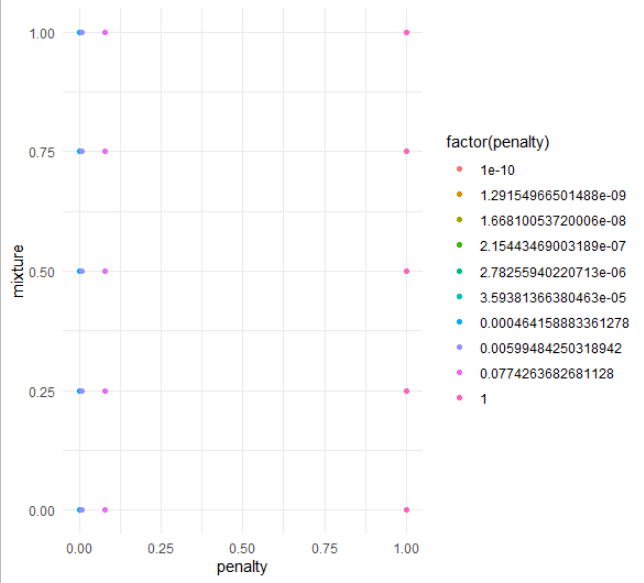 1.00
0.75
0.50
0.25
0.00
mixture
0.00 0.25 0.50 0.75 1.00
penalty
factor(penalty)
1e-10
1.29154966501488e-09
1.66810053720006e-08
2.15443469003189e-07
2.78255940220713e-06
3.59381366380463e-05
0.000464158883361278
0.00599484250318942
0.0774263682681128
1